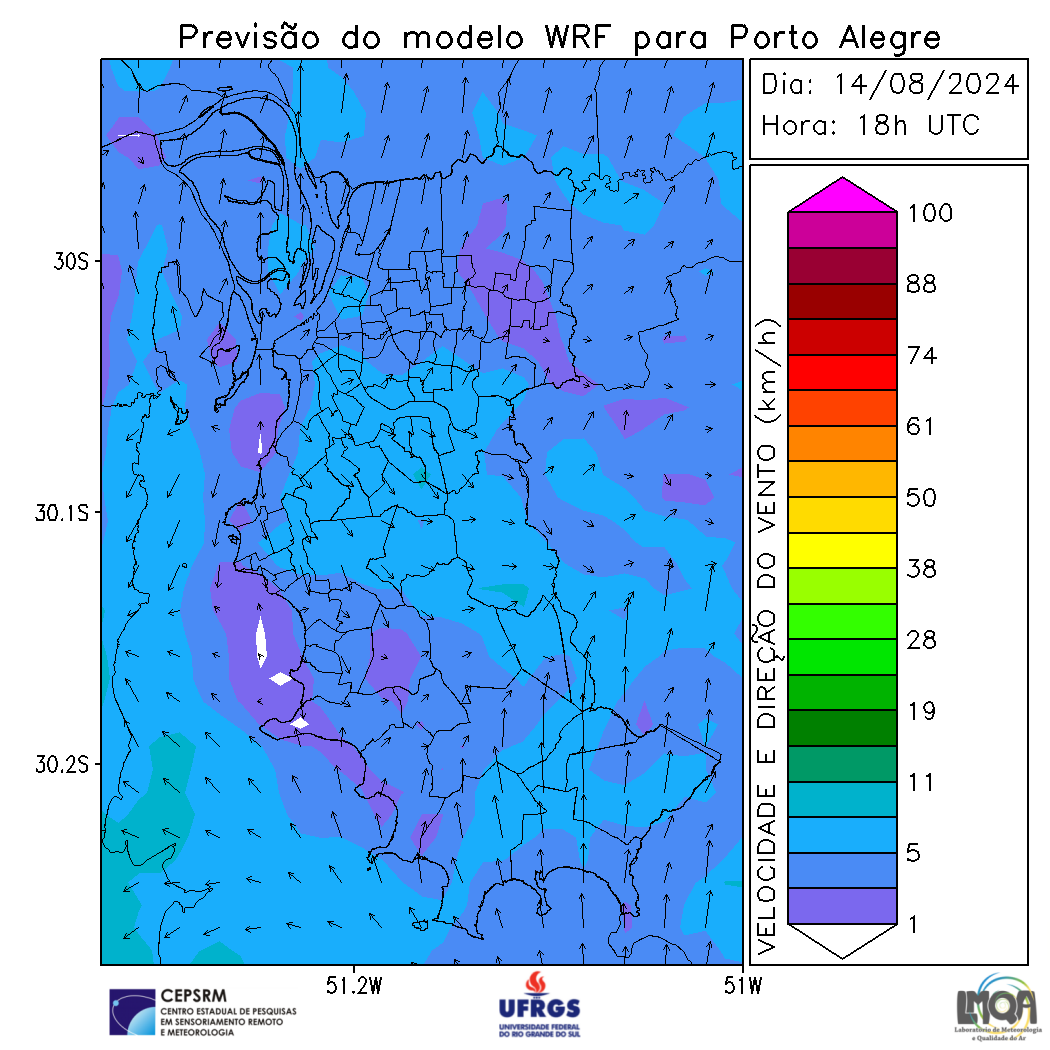 Previsão do modelo WRF para Porto Alegre
Dia: 14/08/2024
Hora: 18h UTC
30S
30.1S
30.2S
51.2W
51W
VELOCIDADE E DIREÇÃO DO VENTO (km/h)
100
88
74
61
50
38
28
19
11
5
1
CEPSRM
CENTRO ESTADUAL DE PESQUISAS
EM SENSORIAMENTO REMOTO
E METEOROLOGIA
UFRGS
UNIVERSIDADE FEDERAL
DO RIO GRANDE DO SUL
LMQA
Laboratório de Meteorologia
e Qualidade do Ar